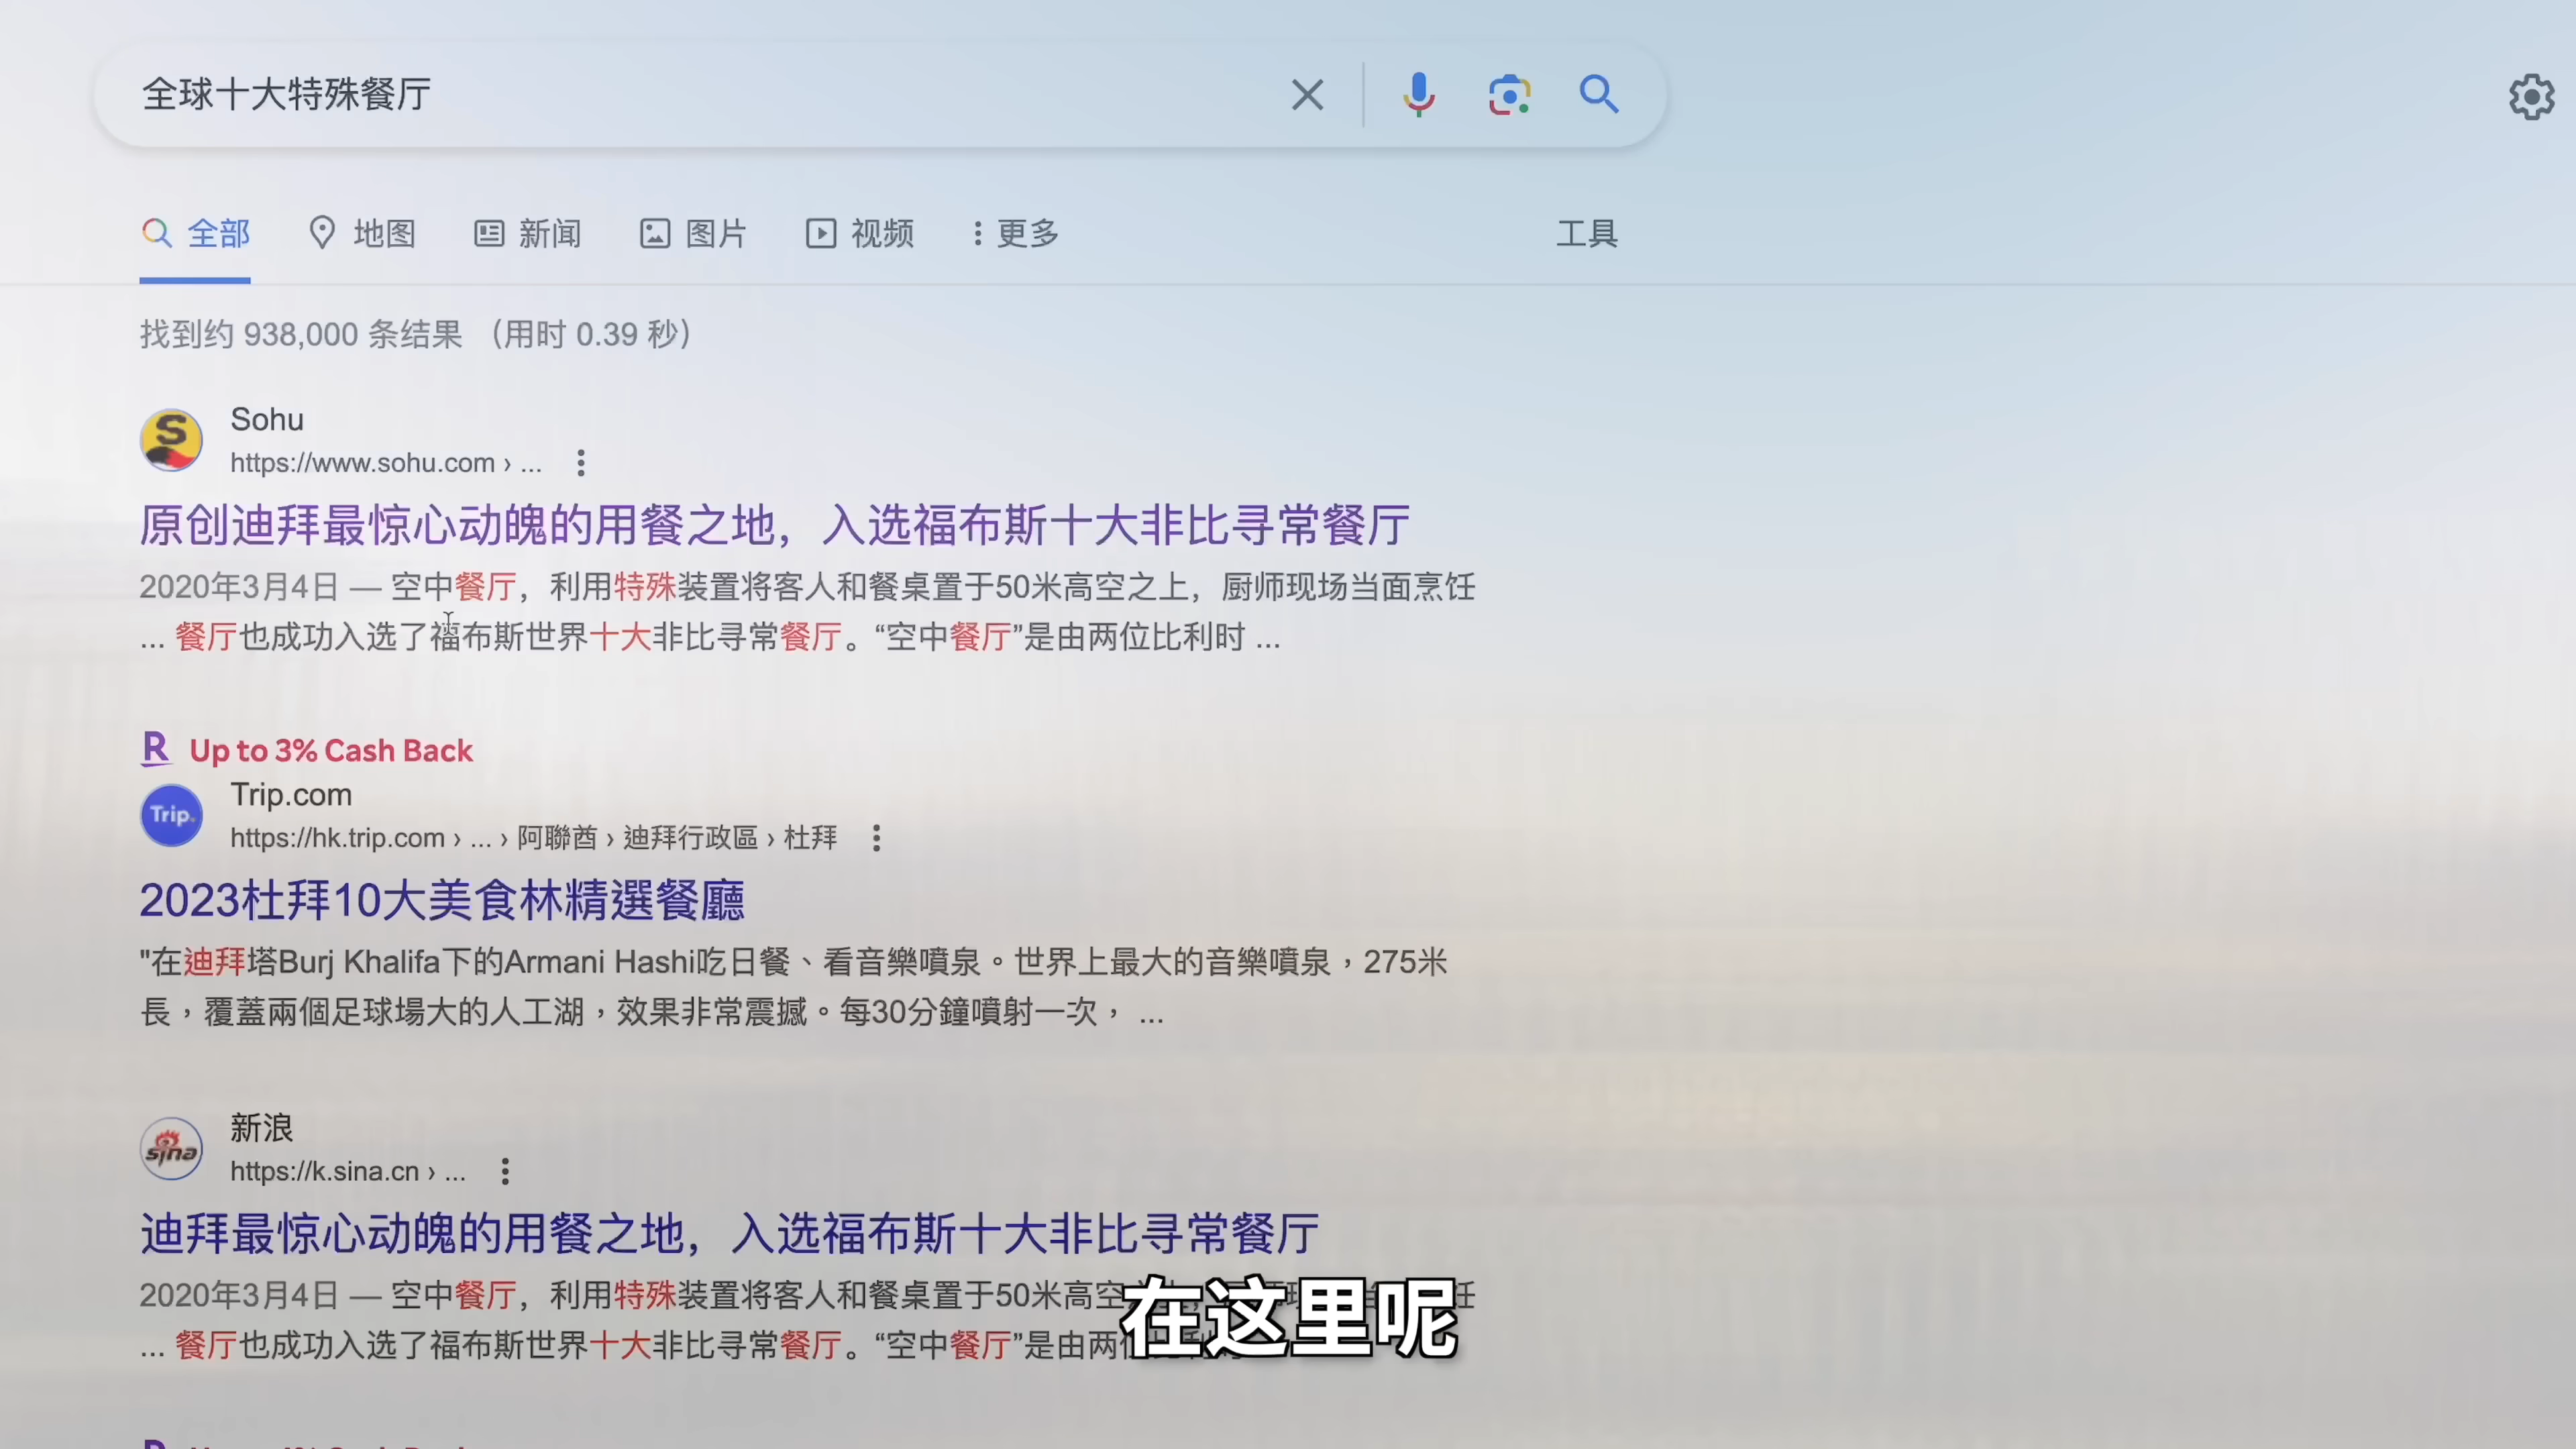 全球十大特殊餐厅
全部 地图 新闻 图片 视频 更多 工具
找到约 938,000 条结果 （用时 0.39 秒）
Sohu
https://www.sohu.com › ...
原创迪拜最惊心动魄的用餐之地，入选福布斯十大非比寻常餐厅
2020年3月4日 — 空中餐厅，利用特殊装置将客人和餐桌置于50米高空之上，厨师现场当面烹饪
... 餐厅也成功入选了福布斯世界十大非比寻常餐厅。“空中餐厅”是由两位比利时 ...
R Up to 3% Cash Back
Trip.
Trip.com
https://hk.trip.com › ... › 阿聯酋 › 迪拜行政區 › 杜拜
2023杜拜10大美食林精選餐廳
"在迪拜塔Burj Khalifa下的Armani Hashi吃日餐、看音樂噴泉。世界上最大的音樂噴泉，275米
長，覆蓋兩個足球場大的人工湖，效果非常震撼。每30分鐘噴射一次， ...
sina
新浪
https://k.sina.cn › ...
迪拜最惊心动魄的用餐之地，入选福布斯十大非比寻常餐厅
2020年3月4日 — 空中餐厅，利用特殊装置将客人和餐桌置于50米高空
... 餐厅也成功入选了福布斯世界十大非比寻常餐厅。“空中餐厅”是由两
在这里呢